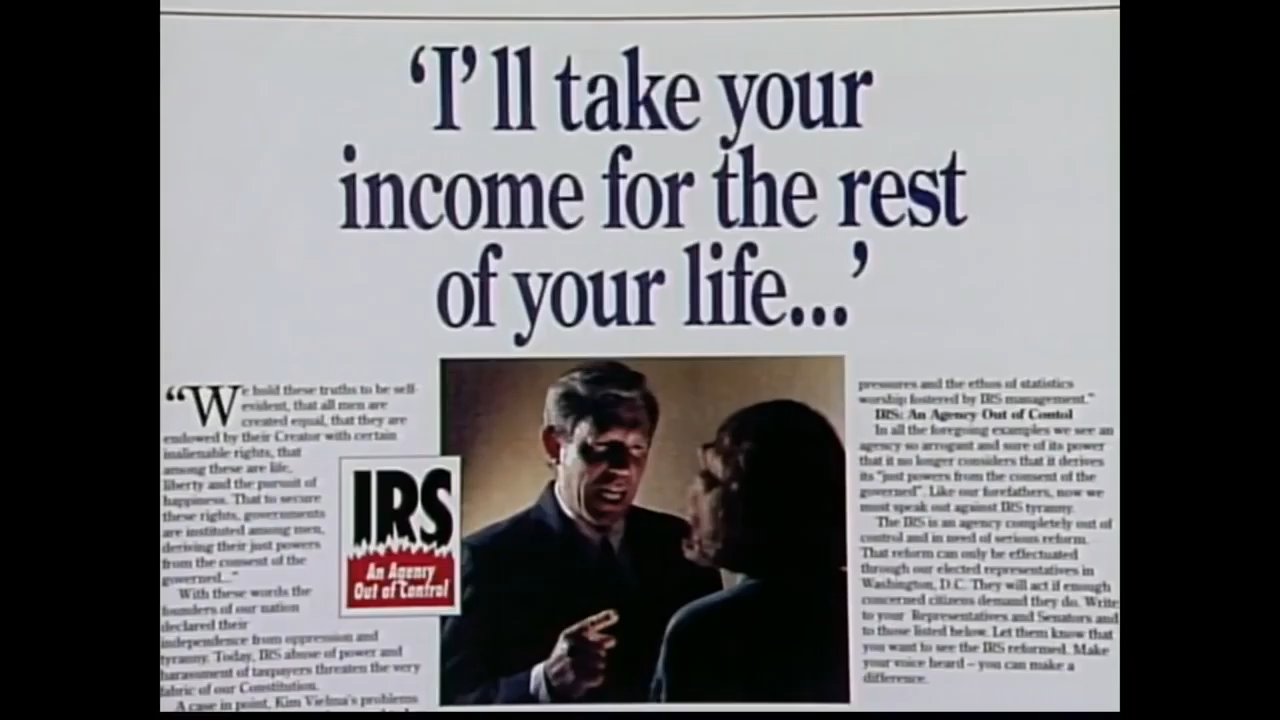 ‘I’ll take your
income for the rest
of your life...’
“We hold these truths to be self-
evident, that all men are
created equal, that they are
endowed by their Creator with certain
inalienable rights, that
among these are life,
liberty and the pursuit of
happiness. That to secure
these rights, governments
are instituted among men,
deriving their just powers
from the consent of the
governed...”
With these words the
founders of our nation
declared their
independence from oppression and
tyranny. Today, IRS abuse of power and
harassment of taxpayers threaten the very
fabric of our Constitution.
A case in point, Kim Vielma's problems
IRS
An Agency
Out of Control
pressures and the ethos of statistics
worship fostered by IRS management.”
IRS: An Agency Out of Contol
In all the foregoing examples we see an
agency so arrogant and sure of its power
that it no longer considers that it derives
its "just powers from the consent of the
governed". Like our forefathers, now we
must speak out against IRS tyranny.
The IRS is an agency completely out of
control and in need of serious reform.
That reform can only be effectuated
through our elected representatives in
Washington, D.C. They will act if enough
concerned citizens demand they do. Write
to your Representatives and Senators and
to those listed below. Let them know that
you want to see the IRS reformed. Make
your voice heard – you can make a
difference.